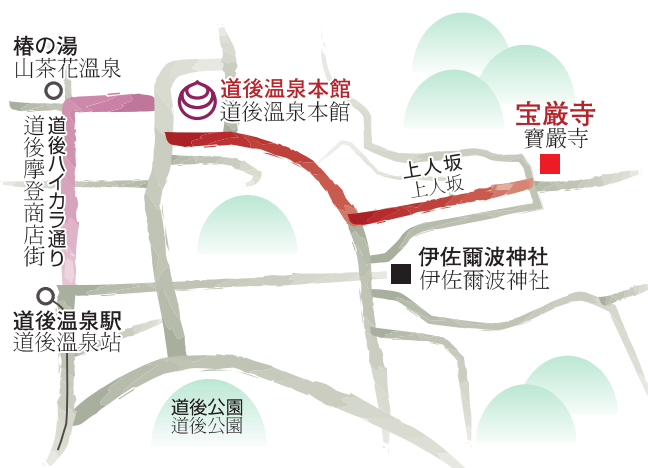 椿の湯
山茶花溫泉
道後温泉本館
道後溫泉本館
宝厳寺
寶嚴寺
道後ハイカラ通り
道後摩登商店街
上人坂
上人坂
伊佐爾波神社
伊佐爾波神社
道後温泉駅
道後溫泉站
道後公園
道後公園